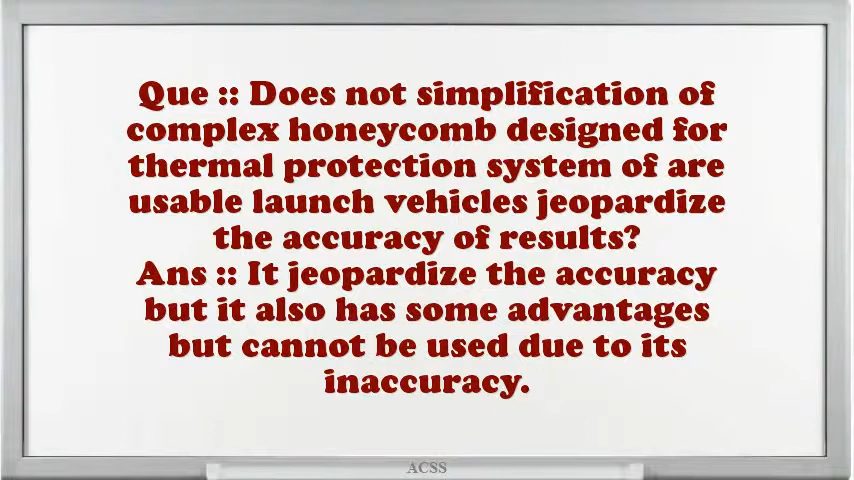 Que :: Does not simplification of
complex honeycomb designed for
thermal protection system of are
usable launch vehicles jeopardize
the accuracy of results?
Ans :: It jeopardize the accuracy
but it also has some advantages
but cannot be used due to its
inaccuracy.
ACSS